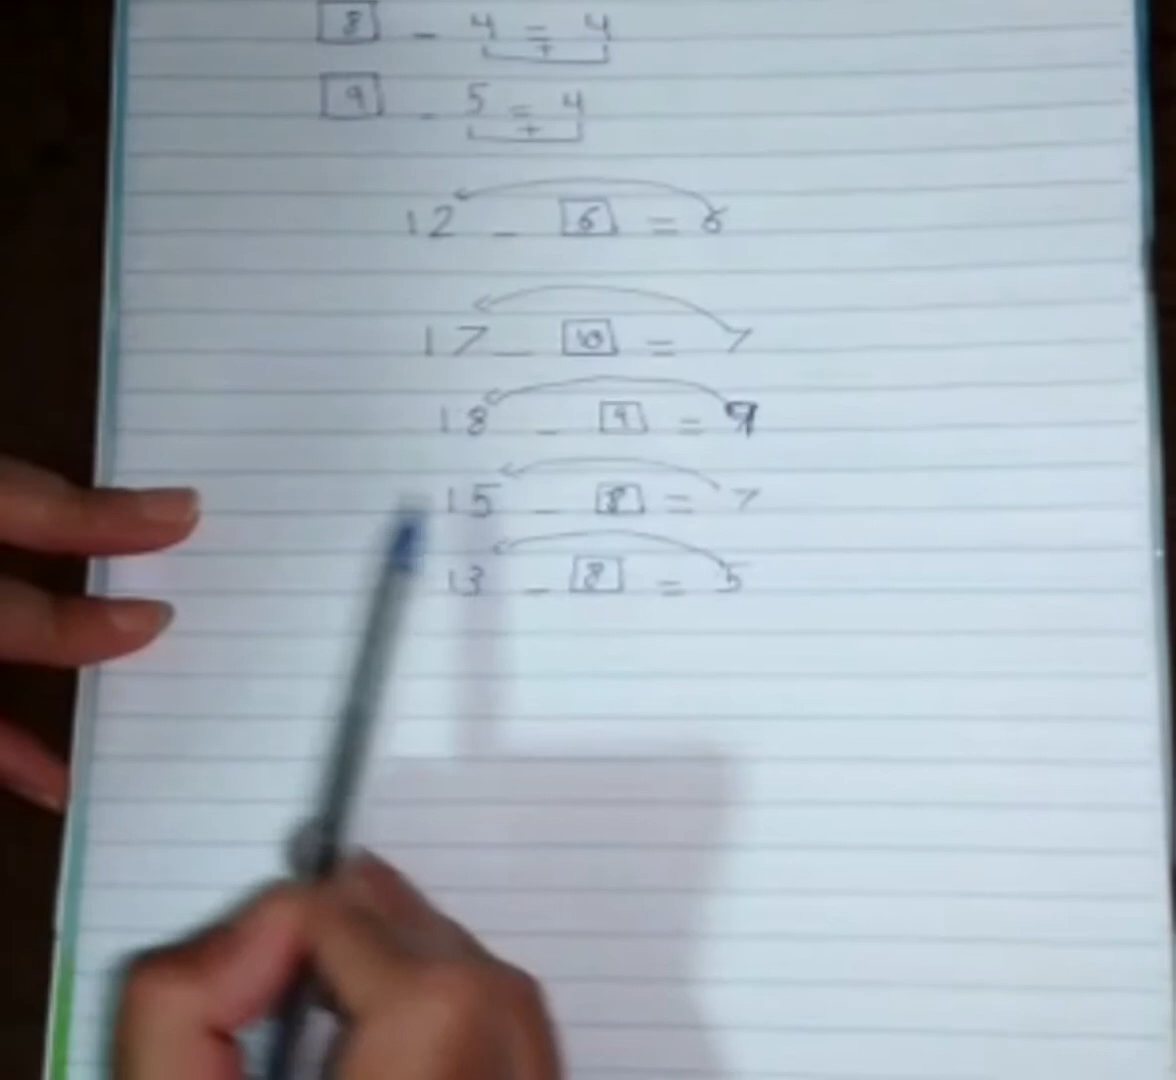 8 - 4 = 4
+
9 - 5 = 4
+
12 - 6 = 6
17 - 10 = 7
18 - 9 = 9
15 - 8 = 7
13 - 8 = 5